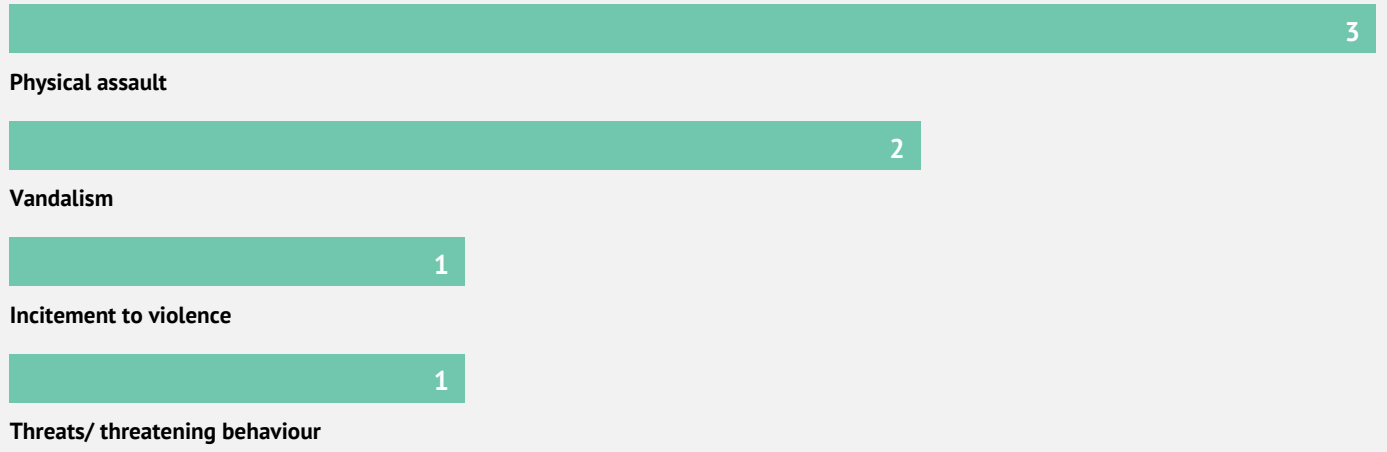 3
Physical assault
2
Vandalism
1
Incitement to violence
1
Threats/ threatening behaviour